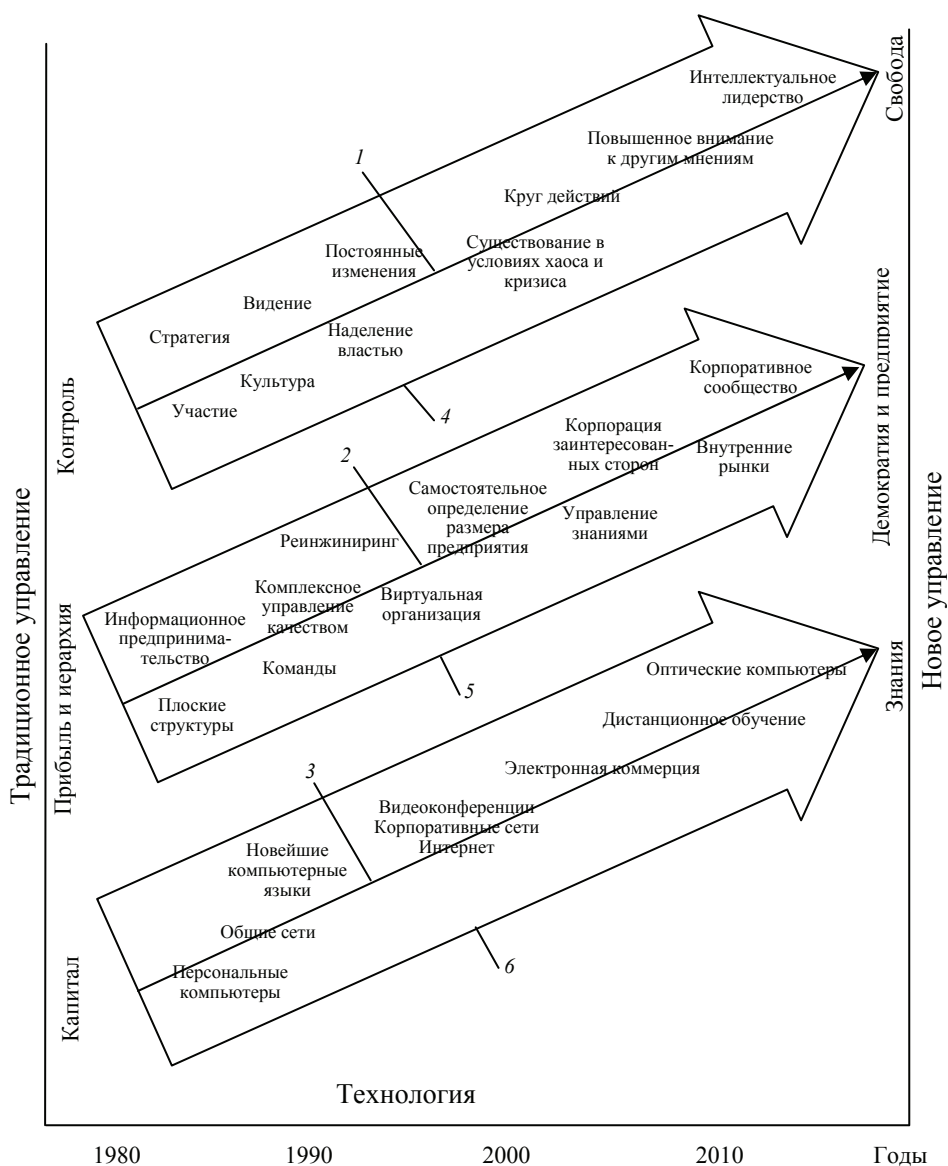 Традиционное управление
Контроль
Прибыль и иерархия
Капитал
1
Интеллектуальное
лидерство
Повышенное внимание
к другим мнениям
Круг действий
Постоянные
изменения
Существование в
условиях хаоса и
кризиса
Видение
Стратегия
Наделение
властью
Культура
Участие
4
2
Корпоративное
сообщество
Корпорация
заинтересован-
ных сторон
Внутренние
рынки
Самостоятельное
определение
размера
предприятия
Управление
знаниями
Реинжиниринг
Комплексное
управление
качеством
Виртуальная
организация
Информационное
предпринима-
тельство
Команды
Плоские
структуры
5
3
Оптические компьютеры
Дистанционное обучение
Электронная коммерция
Видеоконференции
Корпоративные сети
Интернет
Новейшие
компьютерные
языки
Общие сети
Персональные
компьютеры
6
Свобода
Демократия и предприятие
Знания
Новое управление
Технология
1980 1990 2000 2010 Годы